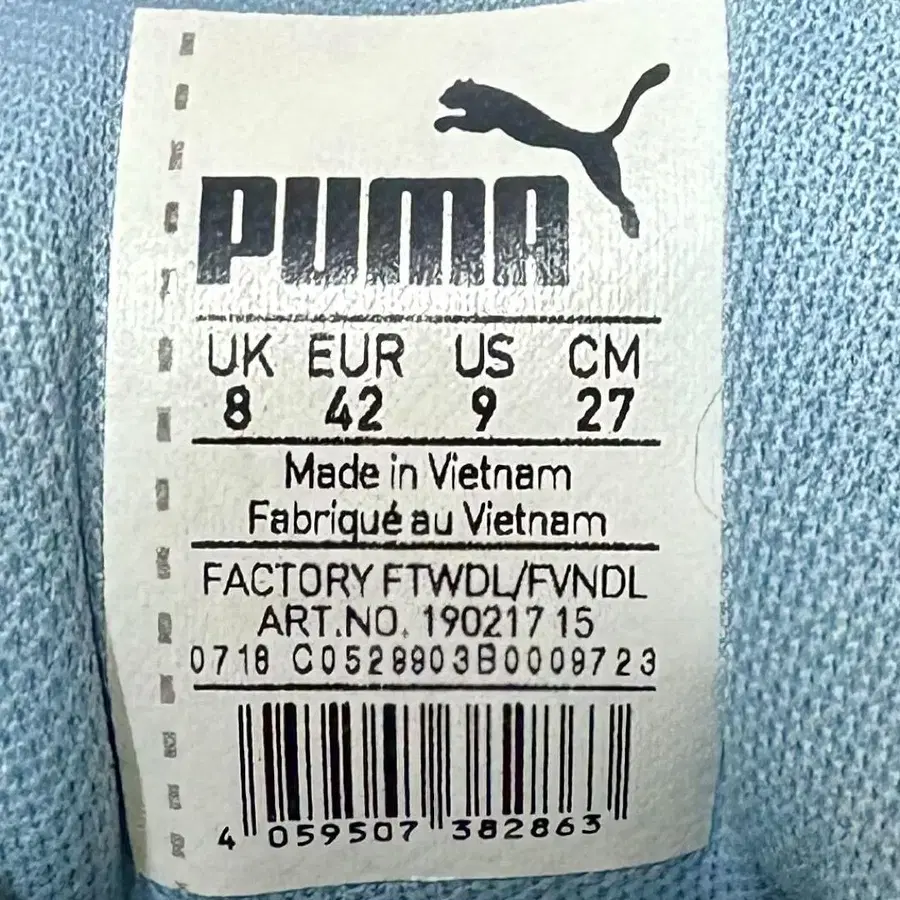 PUMA
UK EUR US CM
8 42 9 27
Made in Vietnam
Fabriqué au Vietnam
FACTORY FTWDL/FVNDL
ART.NO. 190217 15
0718 C0528903B0009723
4 059507 382863